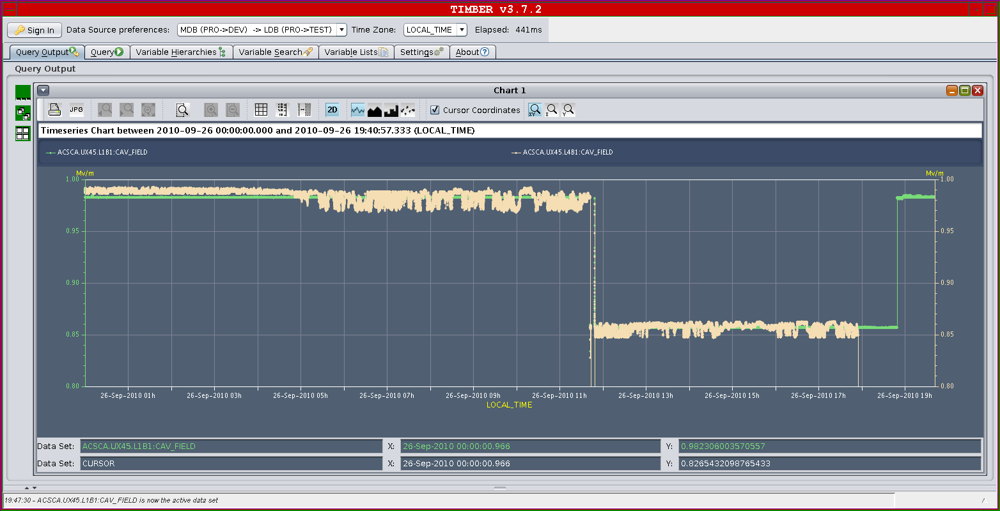 TIMBER v3.7.2
Sign In Data Source preferences: MDB (PRO->DEV) -> LDB (PRO->TEST) Time Zone: LOCAL_TIME Elapsed: 441ms
Query Output Query Variable Hierarchies Variable Search Variable Lists Settings About
Query Output
Chart 1
JPG 2D Cursor Coordinates XY X Y
Timeseries Chart between 2010-09-26 00:00:00.000 and 2010-09-26 19:40:57.333 (LOCAL_TIME)
ACSCA.UX45.L1B1:CAV_FIELD ACSCA.UX45.L4B1:CAV_FIELD
Mv/m Mv/m
1.00 1.00
0.95 0.95
0.90 0.90
0.85 0.85
0.80 0.80
26-Sep-2010 01h 26-Sep-2010 03h 26-Sep-2010 05h 26-Sep-2010 07h 26-Sep-2010 09h 26-Sep-2010 11h 26-Sep-2010 13h 26-Sep-2010 15h 26-Sep-2010 17h 26-Sep-2010 19h
LOCAL_TIME
Data Set: ACSCA.UX45.L1B1:CAV_FIELD X: 26-Sep-2010 00:00:00.966 Y: 0.982306003570557
Data Set: CURSOR X: 26-Sep-2010 00:00:00.966 Y: 0.8265432098765433
19:47:30 - ACSCA.UX45.L1B1:CAV_FIELD is now the active data set